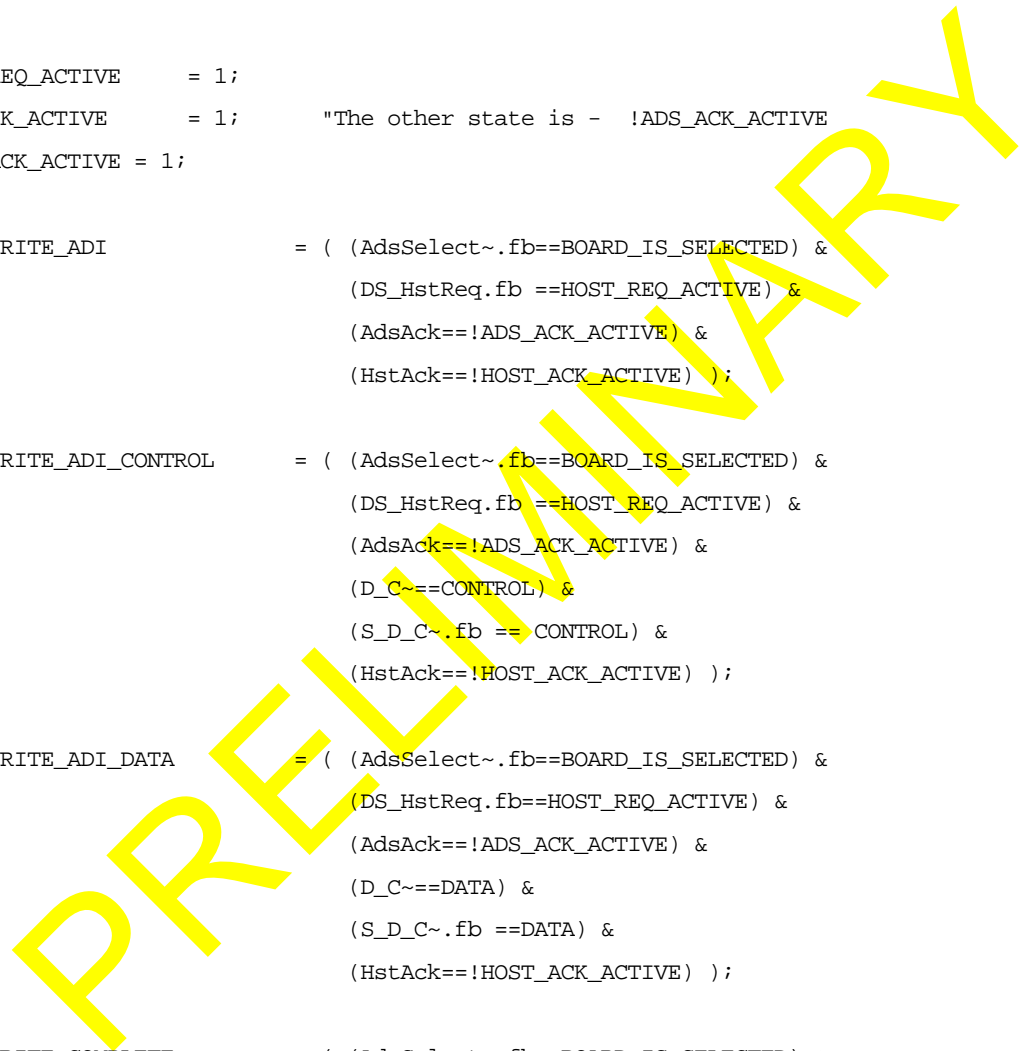 EQ_ACTIVE = 1;
K_ACTIVE = 1; "The other state is - !ADS_ACK_ACTIVE
CK_ACTIVE = 1;
RITE_ADI = ( (AdsSelect~.fb==BOARD_IS_SELECTED) &
(DS_HstReq.fb ==HOST_REQ_ACTIVE) &
(AdsAck==!ADS_ACK_ACTIVE) &
(HstAck==!HOST_ACK_ACTIVE) );
RITE_ADI_CONTROL = ( (AdsSelect~.fb==BOARD_IS_SELECTED) &
(DS_HstReq.fb ==HOST_REQ_ACTIVE) &
(AdsAck==!ADS_ACK_ACTIVE) &
(D_C~==CONTROL) &
(S_D_C~.fb == CONTROL) &
(HstAck==!HOST_ACK_ACTIVE) );
RITE_ADI_DATA = ( (AdsSelect~.fb==BOARD_IS_SELECTED) &
(DS_HstReq.fb==HOST_REQ_ACTIVE) &
(AdsAck==!ADS_ACK_ACTIVE) &
(D_C~==DATA) &
(S_D_C~.fb ==DATA) &
(HstAck==!HOST_ACK_ACTIVE) );
PRELIMINARY